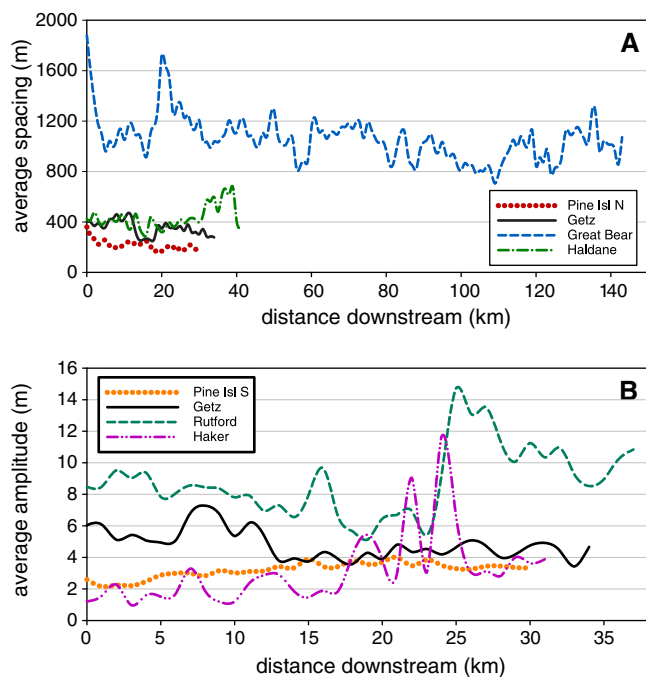 A
average spacing (m)
2000
1600
1200
800
400
0
Pine Isl N
Getz
Great Bear
Haldane
0 20 40 60 80 100 120 140
distance downstream (km)
B
average amplitude (m)
16
14
12
10
8
6
4
2
0
Pine Isl S
Getz
Rutford
Haker
0 5 10 15 20 25 30 35
distance downstream (km)